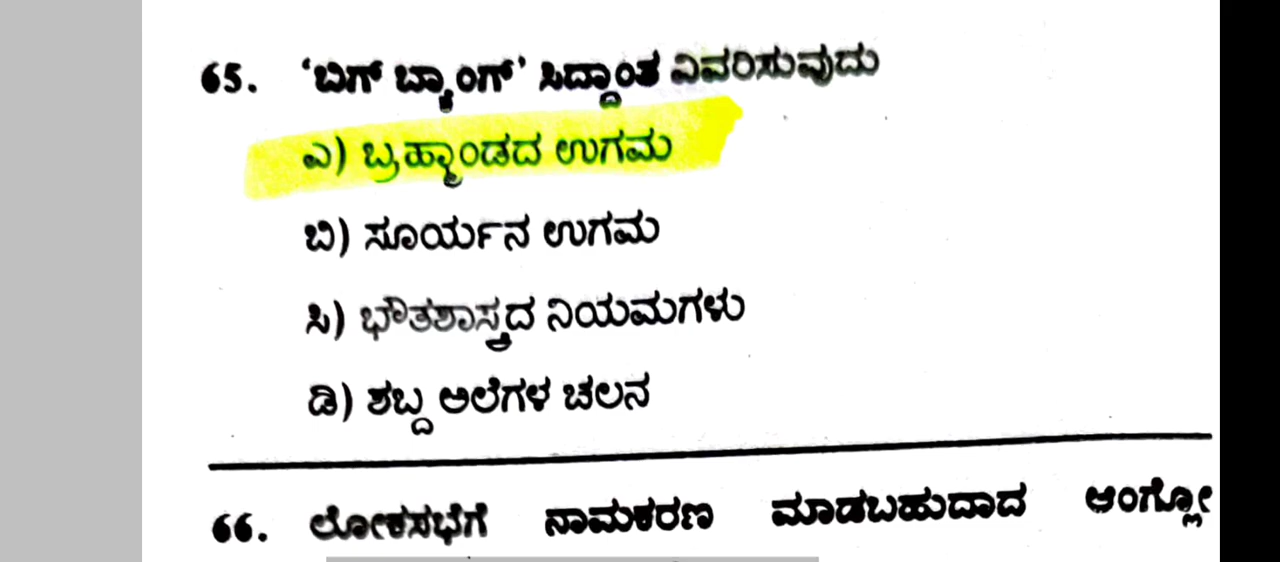 65. 'ಬಿಗ್ ಬ್ಯಾಂಗ್' ಸಿದ್ಧಾಂತ ವಿವರಿಸುವುದು
ಎ) ಬ್ರಹ್ಮಾಂಡದ ಉಗಮ
ಬಿ) ಸೂರ್ಯನ ಉಗಮ
ಸಿ) ಭೌತಶಾಸ್ತ್ರದ ನಿಯಮಗಳು
ಡಿ) ಶಬ್ದ ಅಲೆಗಳ ಚಲನ
66. ಲೋಕಸಭೆಗೆ ನಾಮಕರಣ ಮಾಡಬಹುದಾದ ಆಂಗ್ಲೋ